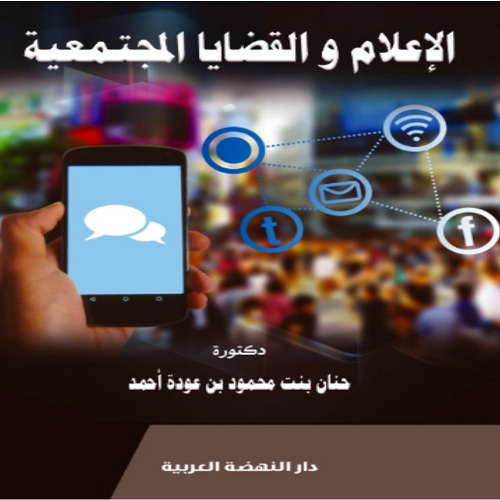 الإعلام و القضايا المجتمعية
t
f
دكتورة
حنان بنت محمود بن عودة أحمد
دار النهضة العربية